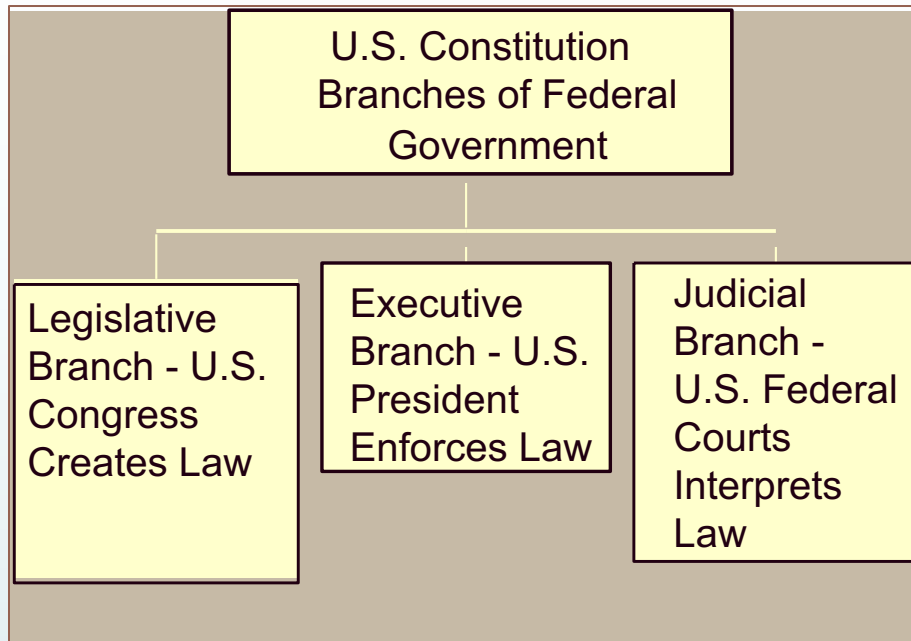 U.S. Constitution
Branches of Federal
Government
Legislative
Branch - U.S.
Congress
Creates Law
Executive
Branch - U.S.
President
Enforces Law
Judicial
Branch -
U.S. Federal
Courts
Interprets
Law